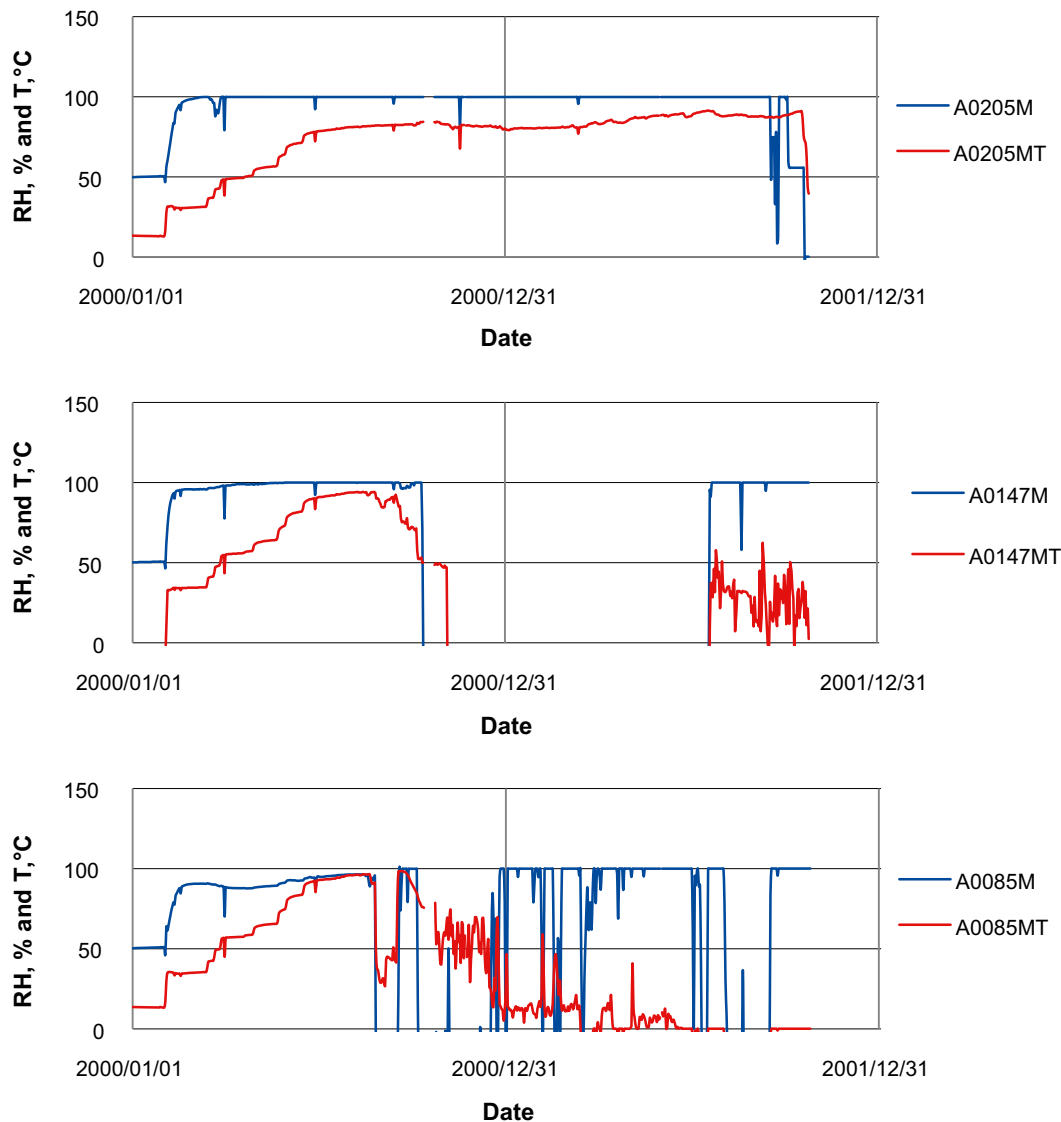 150
100
50
0
RH, % and T,°C
A0205M
A0205MT
2000/01/01 2000/12/31 2001/12/31
Date
150
100
50
0
RH, % and T,°C
A0147M
A0147MT
2000/01/01 2000/12/31 2001/12/31
Date
150
100
50
0
RH, % and T,°C
A0085M
A0085MT
2000/01/01 2000/12/31 2001/12/31
Date